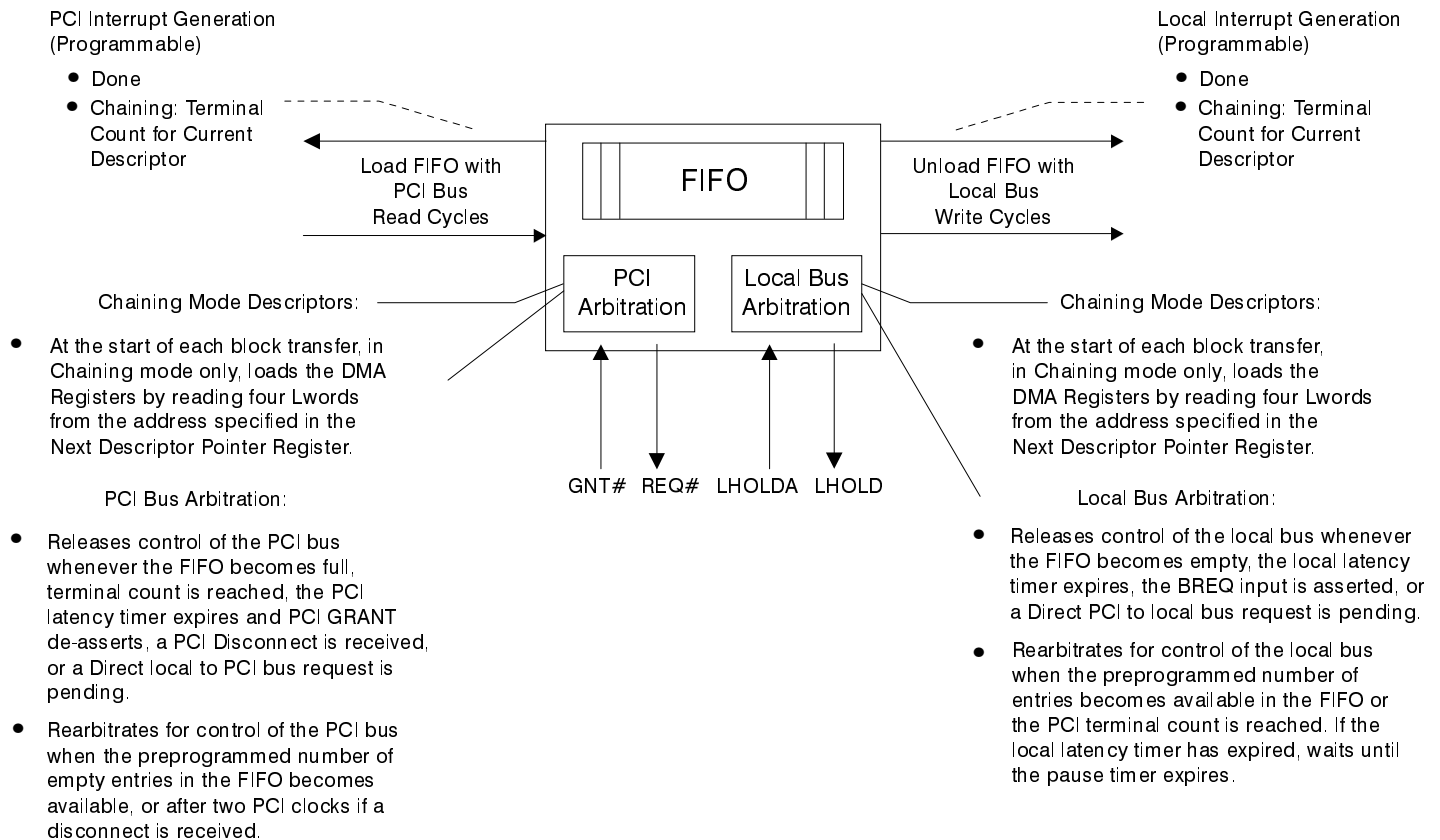 PCI Interrupt Generation
(Programmable)
• Done
• Chaining: Terminal
Count for Current
Descriptor
Local Interrupt Generation
(Programmable)
• Done
• Chaining: Terminal
Count for Current
Descriptor
Load FIFO with
PCI Bus
Read Cycles
FIFO
Unload FIFO with
Local Bus
Write Cycles
PCI
Arbitration
Local Bus
Arbitration
GNT# REQ# LHOLDA LHOLD
Chaining Mode Descriptors:
• At the start of each block transfer, in
Chaining mode only, loads the DMA
Registers by reading four Lwords
from the address specified in the
Next Descriptor Pointer Register.
PCI Bus Arbitration:
• Releases control of the PCI bus
whenever the FIFO becomes full,
terminal count is reached, the PCI
latency timer expires and PCI GRANT
de-asserts, a PCI Disconnect is received,
or a Direct local to PCI bus request is
pending.
• Rearbitrates for control of the PCI bus
when the preprogrammed number of
empty entries in the FIFO becomes
available, or after two PCI clocks if a
disconnect is received.
Chaining Mode Descriptors:
• At the start of each block transfer,
in Chaining mode only, loads the
DMA Registers by reading four Lwords
from the address specified in the
Next Descriptor Pointer Register.
Local Bus Arbitration:
• Releases control of the local bus whenever
the FIFO becomes empty, the local latency
timer expires, the BREQ input is asserted, or
a Direct PCI to local bus request is pending.
• Rearbitrates for control of the local bus
when the preprogrammed number of
entries becomes available in the FIFO or
the PCI terminal count is reached. If the
local latency timer has expired, waits until
the pause timer expires.